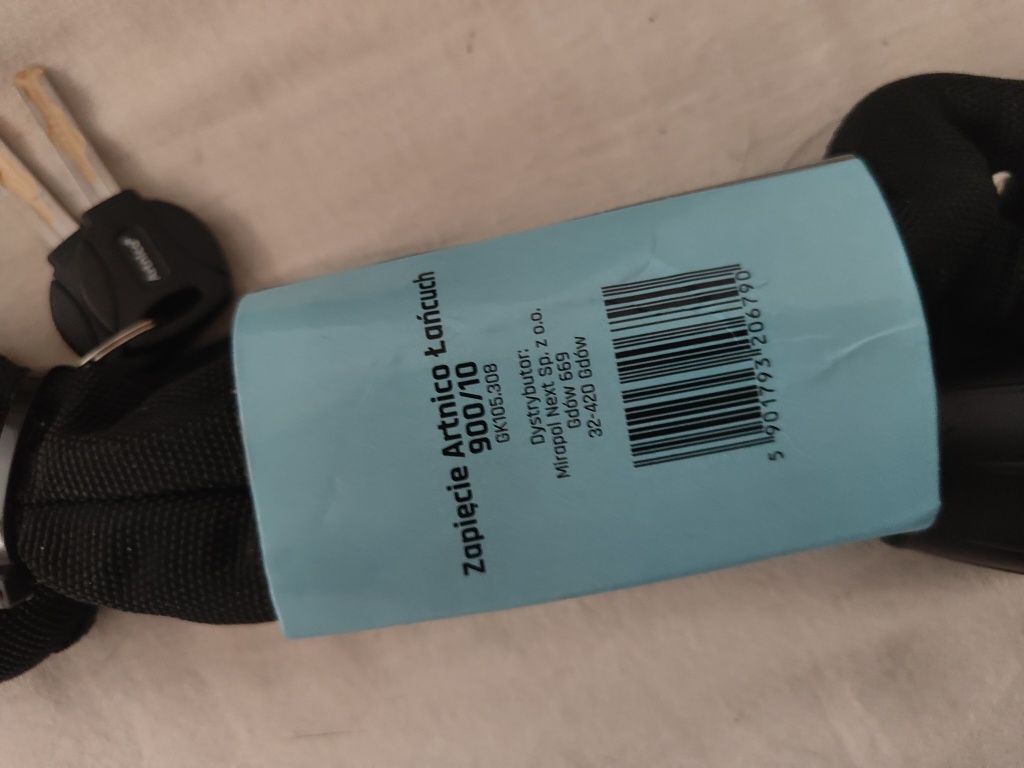 Zapięcie Artnico Łańcuch
900/10
GK105.308
Dystrybutor:
Mirapol Next Sp. z o.o.
Gdów 669
32-420 Gdów
5 901793 206790